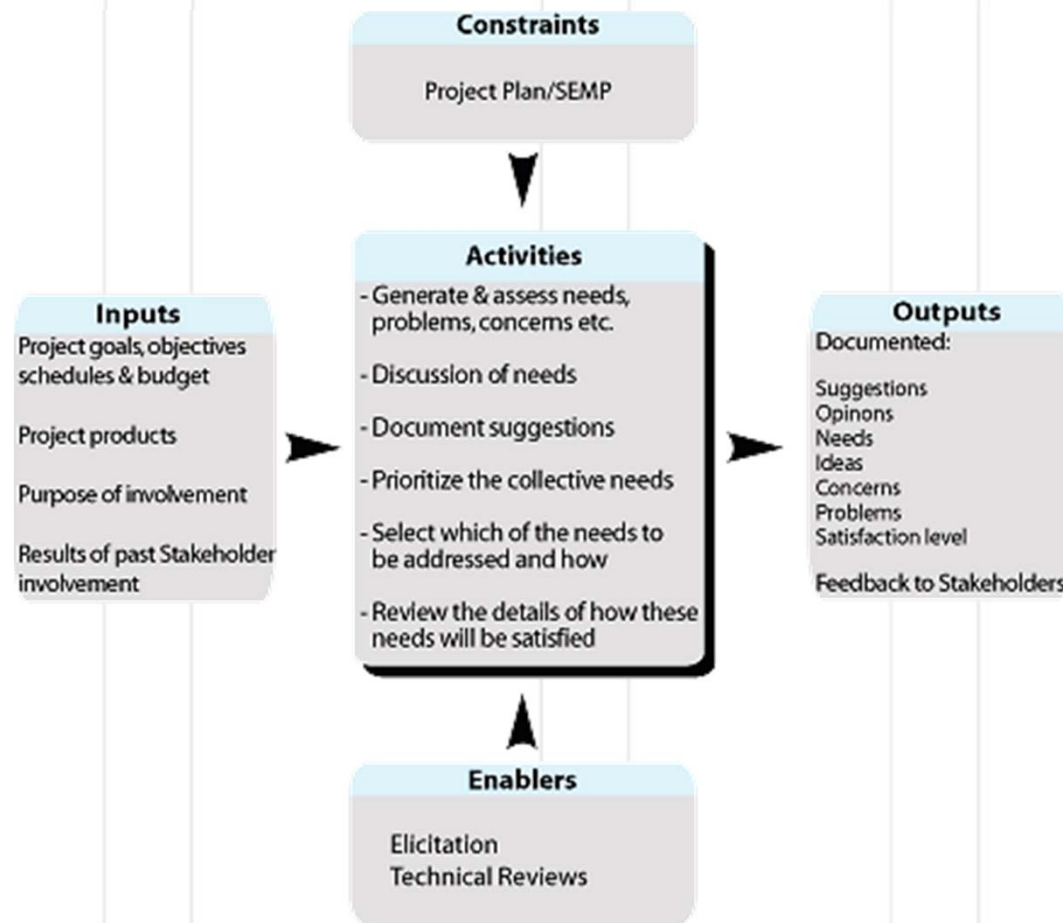 Constraints
Project Plan/SEMP
Activities
- Generate & assess needs,
problems, concerns etc.
- Discussion of needs
- Document suggestions
- Prioritize the collective needs
- Select which of the needs to
be addressed and how
- Review the details of how these
needs will be satisfied
Inputs
Project goals, objectives
schedules & budget
Project products
Purpose of involvement
Results of past Stakeholder
involvement
Outputs
Documented:
Suggestions
Opinons
Needs
Ideas
Concerns
Problems
Satisfaction level
Feedback to Stakeholders
Enablers
Elicitation
Technical Reviews